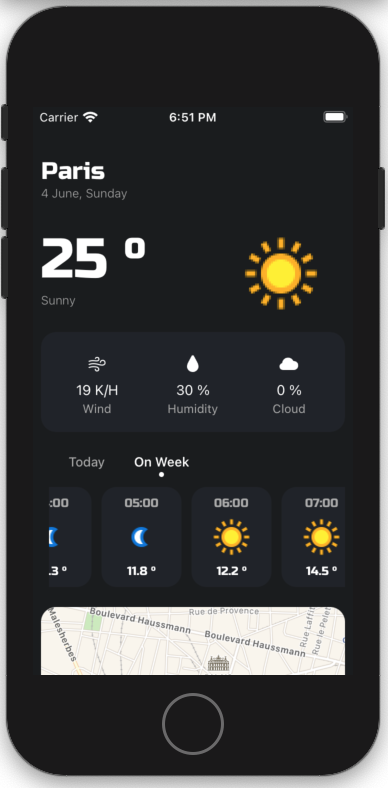 Carrier 6:51 PM
Paris
4 June, Sunday
25 °
Sunny
19 K/H 30 % 0 %
Wind Humidity Cloud
Today On Week
:00 05:00 06:00 07:00
.3 ° 11.8 ° 12.2 ° 14.5 °
Rue de Provence
Boulevard Haussmann
Boulevard Haussmann
Malesherbes
Rue Laffit
Rue le Pelet